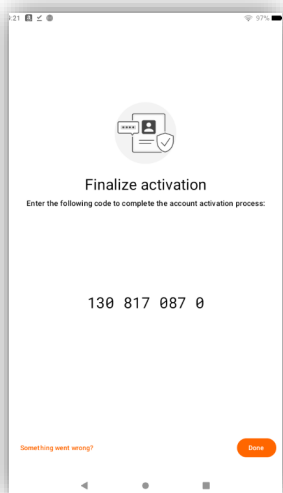 :21 97%
Finalize activation
Enter the following code to complete the account activation process:
130 817 087 0
Something went wrong?
Done